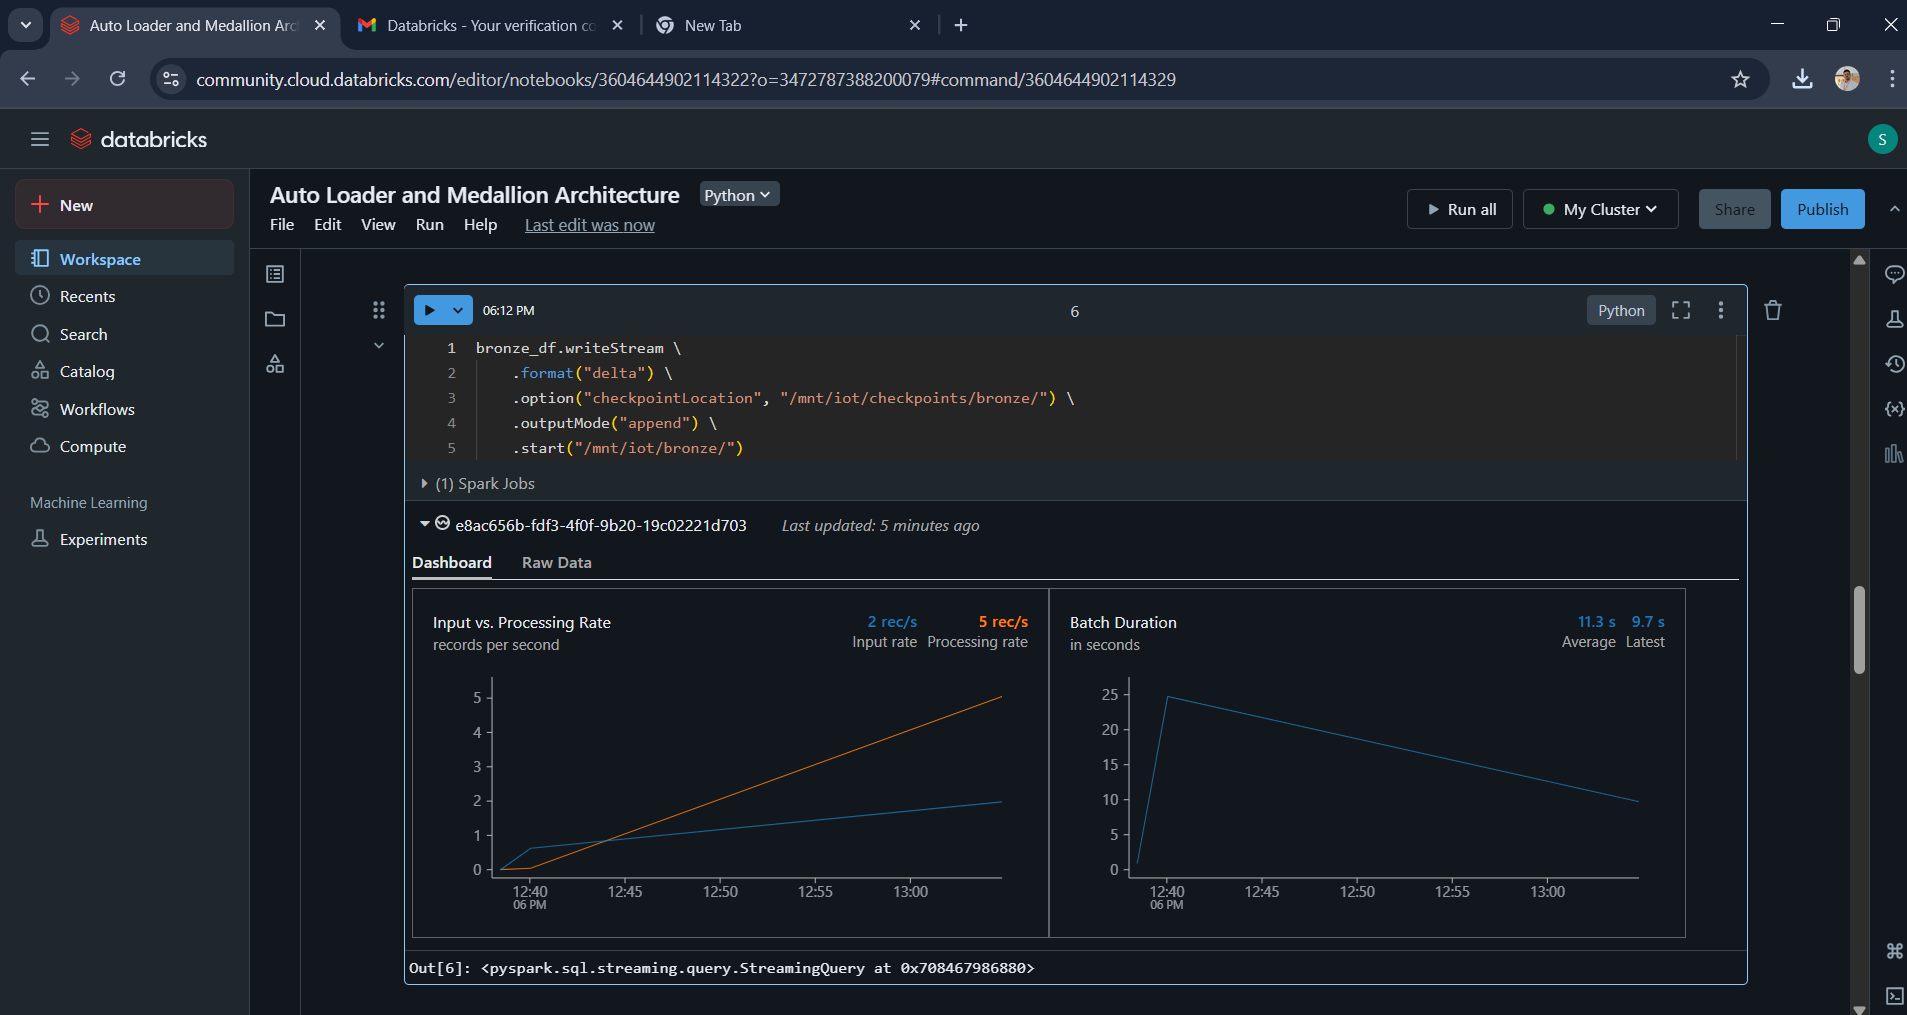 Auto Loader and Medallion Arc
Databricks - Your verification co
New Tab
community.cloud.databricks.com/editor/notebooks/3604644902114322?o=3472787388200079#command/3604644902114329
databricks
S
New
Workspace
Recents
Search
Catalog
Workflows
Compute
Machine Learning
Experiments
Auto Loader and Medallion Architecture
Python
File Edit View Run Help Last edit was now
Run all
My Cluster
Share
Publish
06:12 PM
6
Python
1 bronze_df.writeStream \
2 .format("delta") \
3 .option("checkpointLocation", "/mnt/iot/checkpoints/bronze/") \
4 .outputMode("append") \
5 .start("/mnt/iot/bronze/")
(1) Spark Jobs
e8ac656b-fdf3-4f0f-9b20-19c02221d703 Last updated: 5 minutes ago
Dashboard Raw Data
Input vs. Processing Rate
records per second
2 rec/s 5 rec/s
Input rate Processing rate
5
4
3
2
1
0
12:40 12:45 12:50 12:55 13:00
06 PM
Batch Duration
in seconds
11.3 s 9.7 s
Average Latest
25
20
15
10
5
0
12:40 12:45 12:50 12:55 13:00
06 PM
Out[6]: <pyspark.sql.streaming.query.StreamingQuery at 0x708467986880>